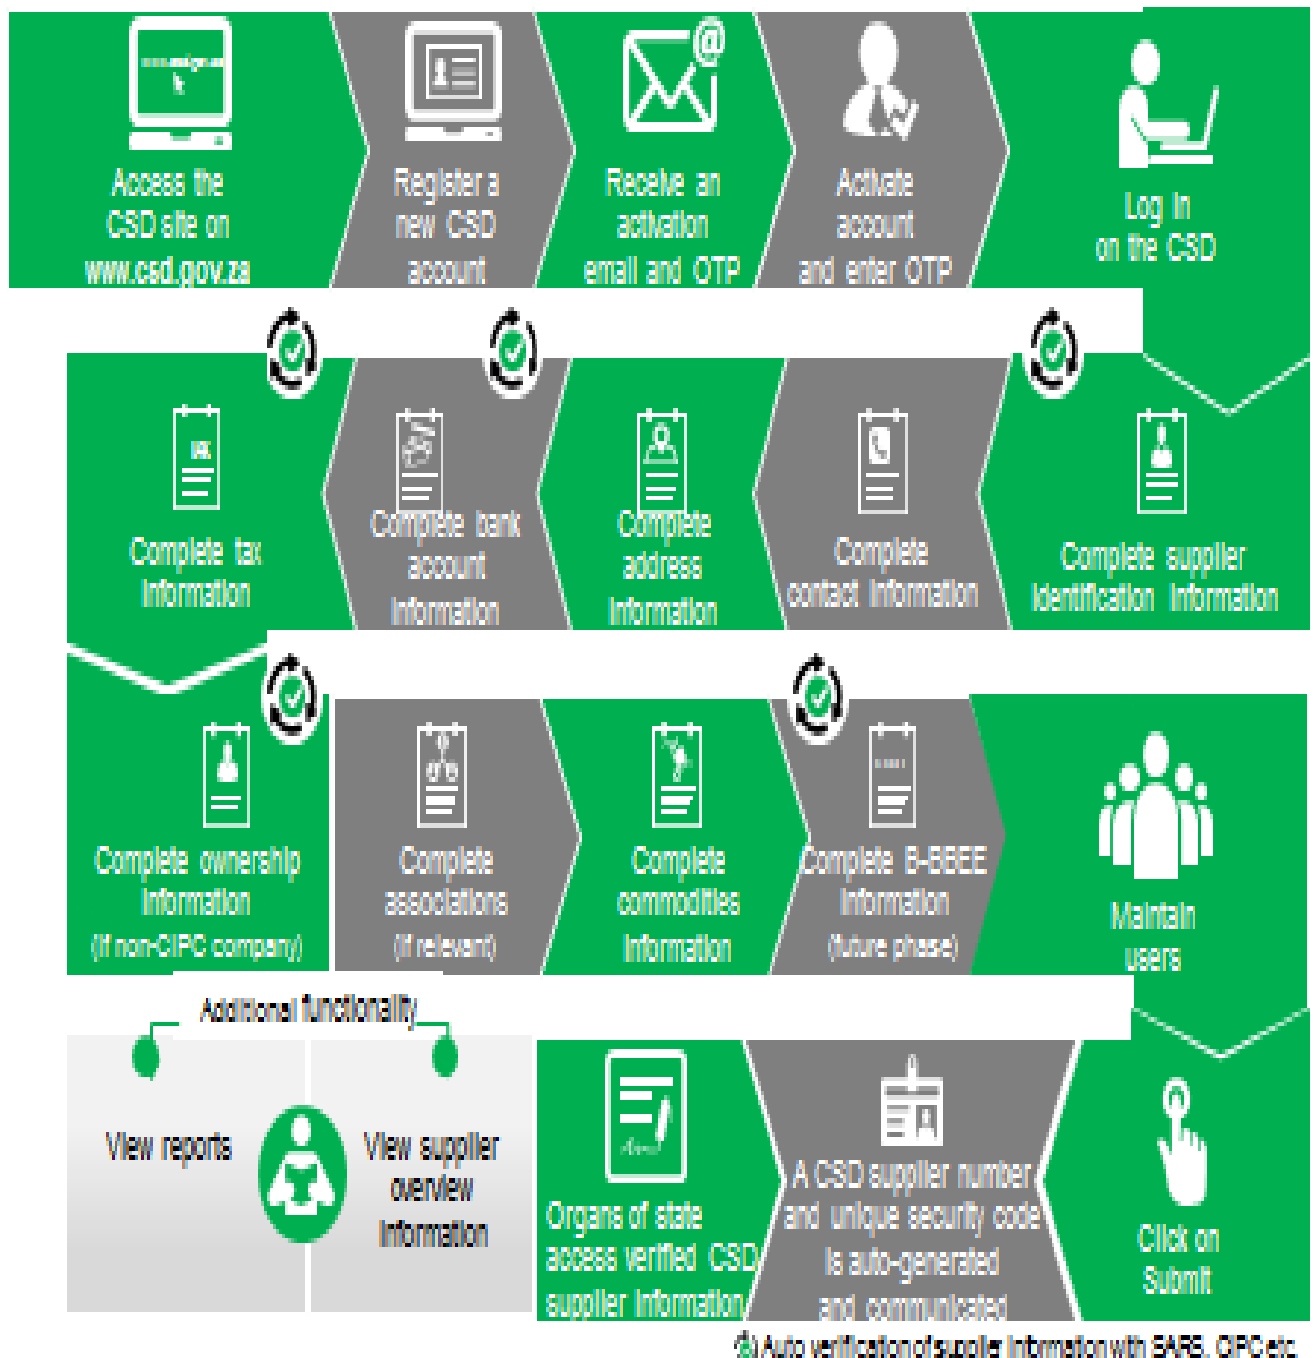 Access the
CSD site on
www.csd.gov.za
Register a
new CSD
account
Receive an
activation
email and OTP
Activate
account
and enter OTP
Log in
on the CSD
Complete supplier
identification information
Complete
contact information
Complete
address
information
Complete bank
account
information
Complete tax
information
Complete ownership
information
(if non-CIPC company)
Complete
associations
(if relevant)
Complete
commodities
information
Complete B-BBEE
information
(future phase)
Maintain
users
Click on
Submit
A CSD supplier number
and unique security code
is auto-generated
and communicated
Organs of state
access verified CSD
supplier information
Additional functionality
View reports
View supplier
overview
information
Auto verification of supplier information with SARS, CIPC etc.